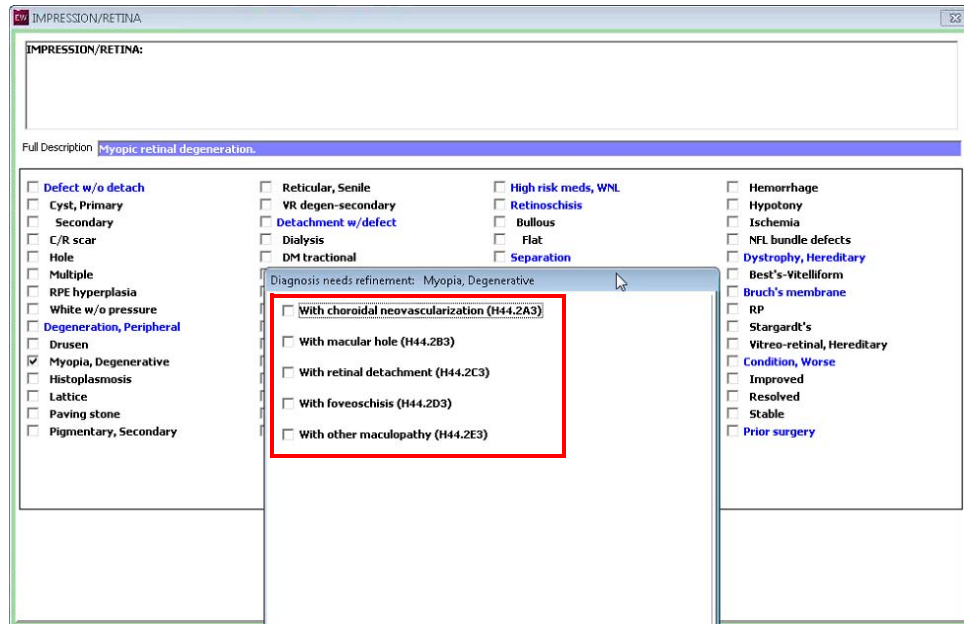 EW IMPRESSION/RETINA
IMPRESSION/RETINA:
Full Description Myopic retinal degeneration.
Defect w/o detach
Cyst, Primary
Secondary
C/R scar
Hole
Multiple
RPE hyperplasia
White w/o pressure
Degeneration, Peripheral
Drusen
Myopia, Degenerative
Histoplasmosis
Lattice
Paving stone
Pigmentary, Secondary
Reticular, Senile
VR degen-secondary
Detachment w/defect
Dialysis
DM tractional
High risk meds, WNL
Retinoschisis
Bullous
Flat
Separation
Hemorrhage
Hypotony
Ischemia
NFL bundle defects
Dystrophy, Hereditary
Best's-Vitelliform
Bruch's membrane
RP
Stargardt's
Vitreo-retinal, Hereditary
Condition, Worse
Improved
Resolved
Stable
Prior surgery
Diagnosis needs refinement: Myopia, Degenerative
With choroidal neovascularization (H44.2A3)
With macular hole (H44.2B3)
With retinal detachment (H44.2C3)
With foveoschisis (H44.2D3)
With other maculopathy (H44.2E3)